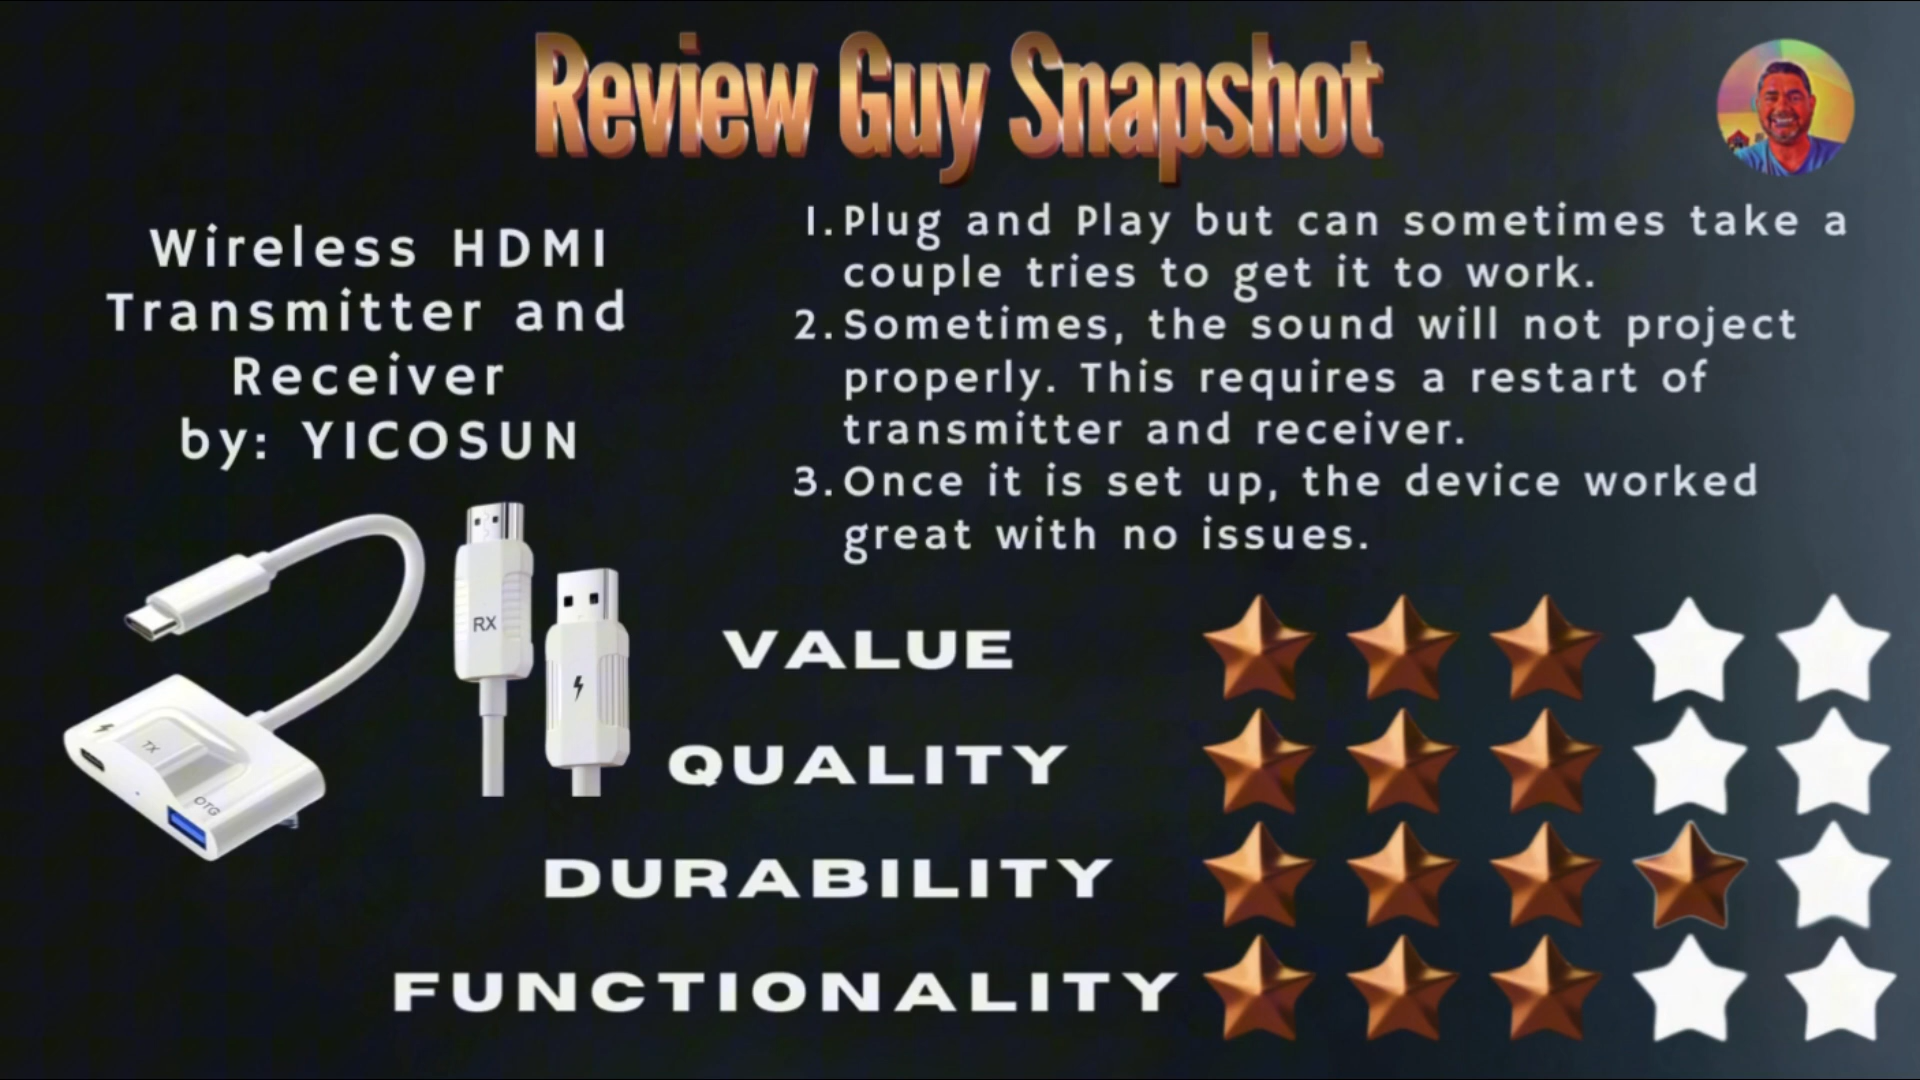 Review Guy Snapshot
Wireless HDMI
Transmitter and
Receiver
by: YICOSUN
1. Plug and Play but can sometimes take a
couple tries to get it to work.
2. Sometimes, the sound will not project
properly. This requires a restart of
transmitter and receiver.
3. Once it is set up, the device worked
great with no issues.
RX
TX
OTG
VALUE
QUALITY
DURABILITY
FUNCTIONALITY